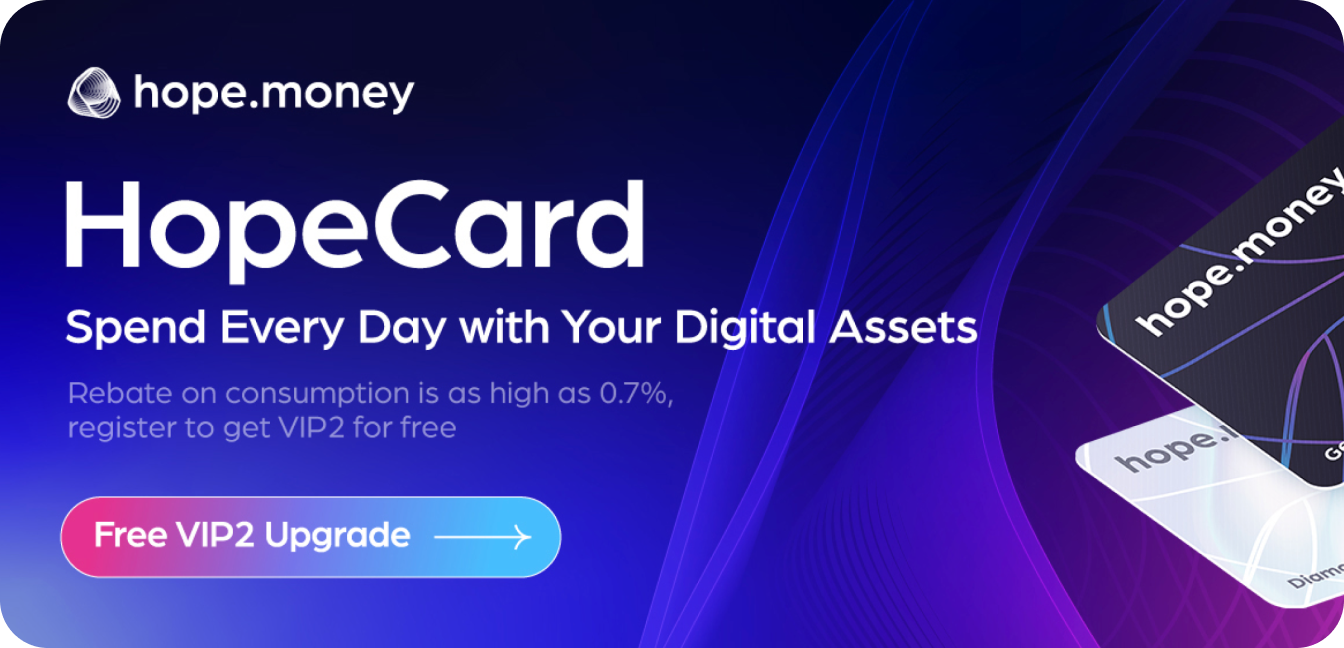 hope.money
HopeCard
Spend Every Day with Your Digital Assets
Rebate on consumption is as high as 0.7%,
register to get VIP2 for free
Free VIP2 Upgrade
hope.money
hope.